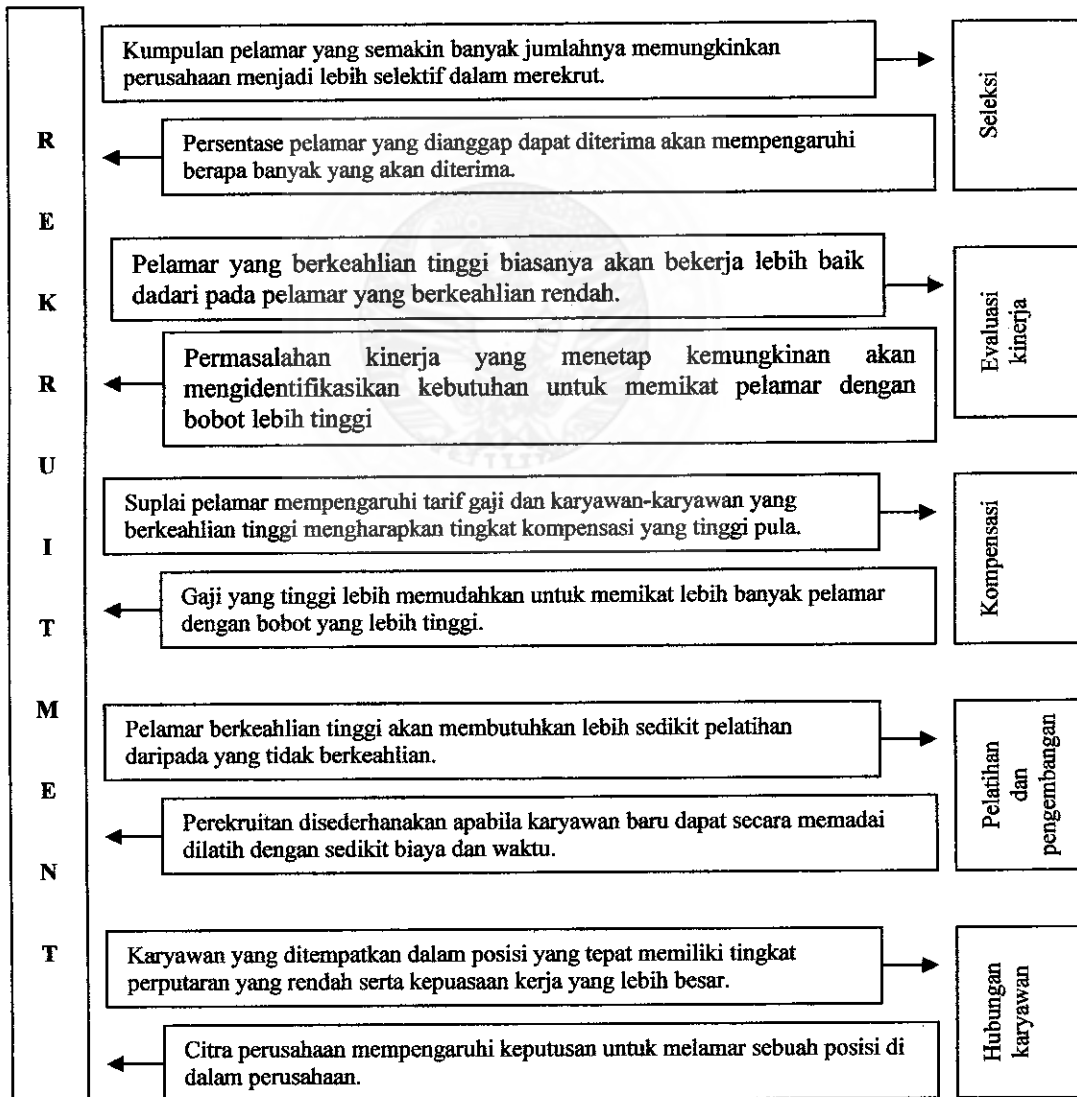 R
E
K
R
U
I
T
M
E
N
T
Kumpulan pelamar yang semakin banyak jumlahnya memungkinkan
perusahaan menjadi lebih selektif dalam merekrut.
Persentase pelamar yang dianggap dapat diterima akan mempengaruhi
berapa banyak yang akan diterima.
Seleksi
Pelamar yang berkeahlian tinggi biasanya akan bekerja lebih baik
dadari pada pelamar yang berkeahlian rendah.
Permasalahan kinerja yang menetap kemungkinan akan
mengidentifikasikan kebutuhan untuk memikat pelamar dengan
bobot lebih tinggi
Evaluasi
kinerja
Suplai pelamar mempengaruhi tarif gaji dan karyawan-karyawan yang
berkeahlian tinggi mengharapkan tingkat kompensasi yang tinggi pula.
Gaji yang tinggi lebih memudahkan untuk memikat lebih banyak pelamar
dengan bobot yang lebih tinggi.
Kompensasi
Pelamar berkeahlian tinggi akan membutuhkan lebih sedikit pelatihan
daripada yang tidak berkeahlian.
Perekruitan disederhanakan apabila karyawan baru dapat secara memadai
dilatih dengan sedikit biaya dan waktu.
Pelatihan
dan
pengembangan
Karyawan yang ditempatkan dalam posisi yang tepat memiliki tingkat
perputaran yang rendah serta kepuasaan kerja yang lebih besar.
Citra perusahaan mempengaruhi keputusan untuk melamar sebuah posisi di
dalam perusahaan.
Hubungan
karyawan